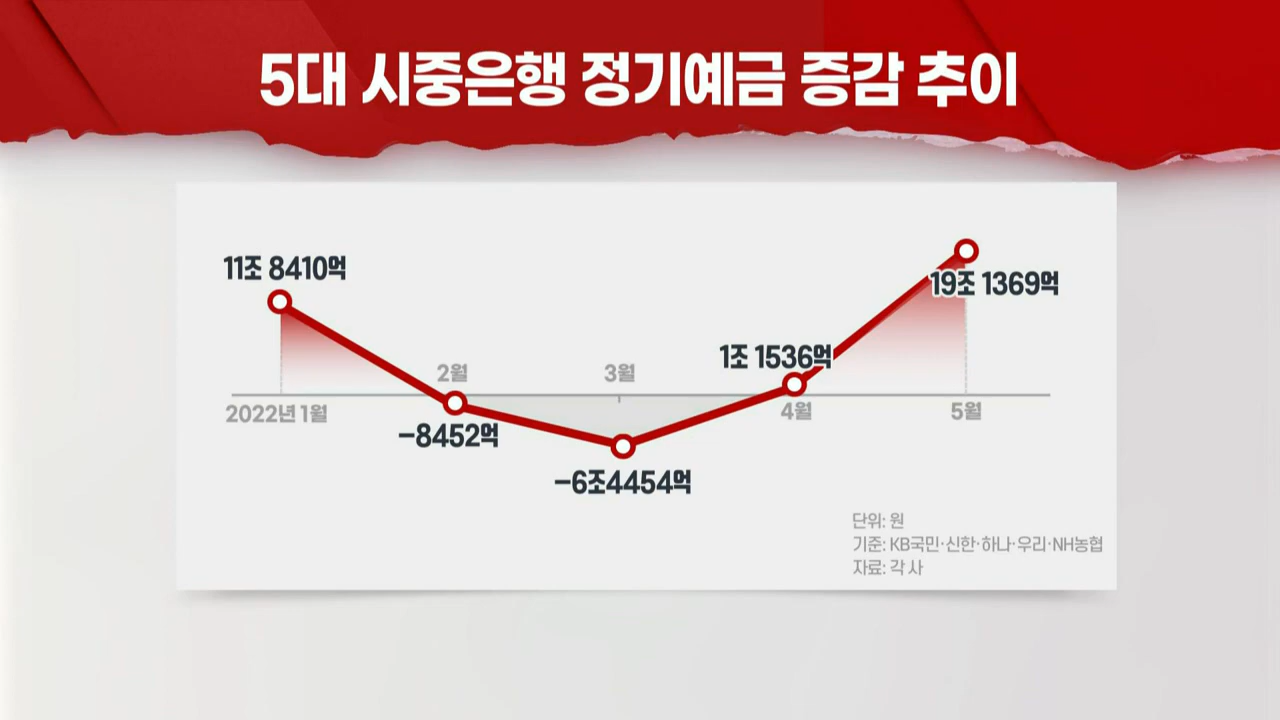 5대 시중은행 정기예금 증감 추이
11조 8410억
19조 1369억
1조 1536억
2월
3월
2022년 1월
4월
5월
-8452억
-6조4454억
단위: 원
기준: KB국민·신한·하나·우리·NH농협
자료: 각 사